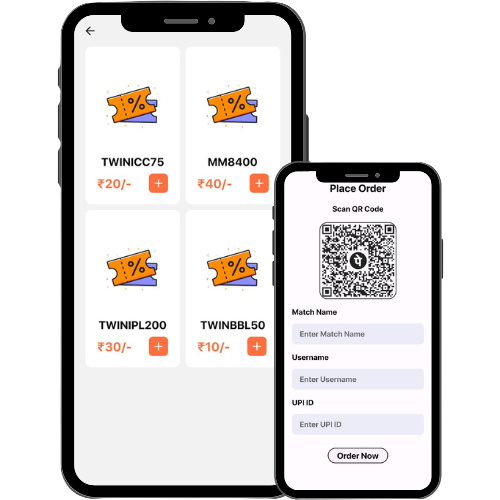 TWINICC75
MM8400
₹20/-
₹40/-
TWINIPL200
TWINBBL50
₹30/-
₹10/-
Place Order
Scan QR Code
पे
Match Name
Enter Match Name
Username
Enter Username
UPI ID
Enter UPI ID
Order Now